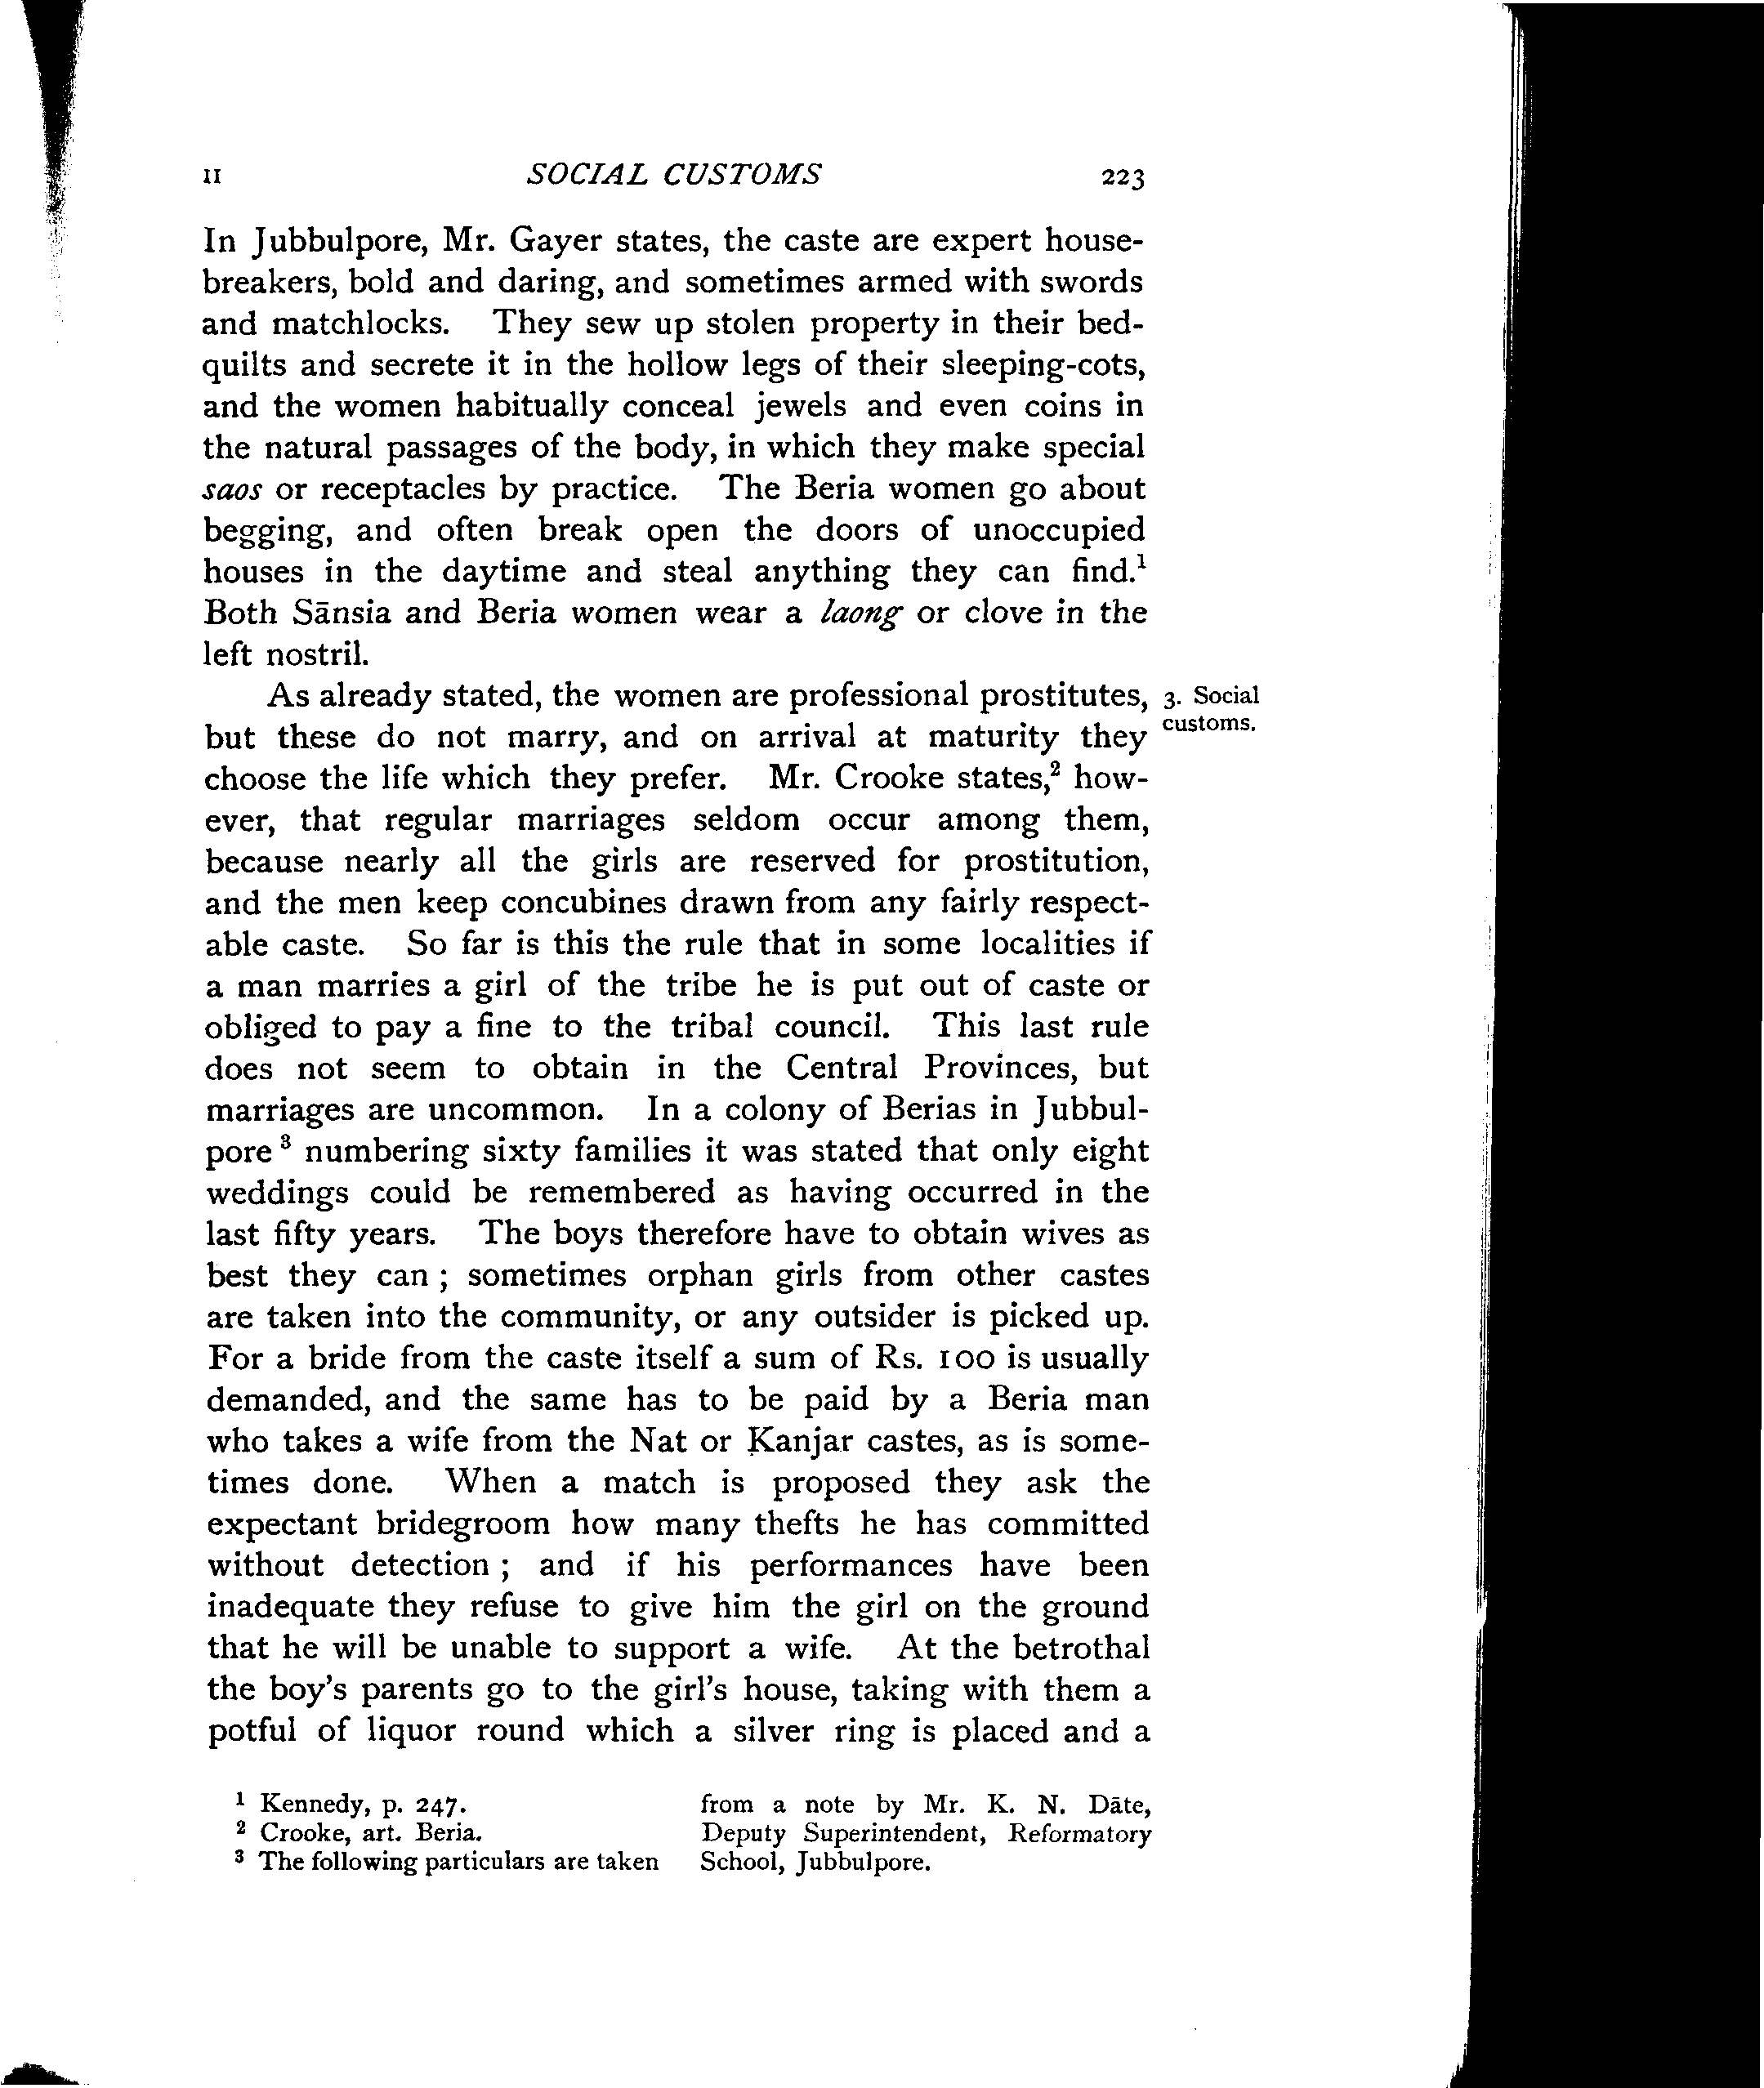 II SOCIAL CUSTOMS 223
In Jubbulpore, Mr. Gayer states, the caste are expert house-
breakers, bold and daring, and sometimes armed with swords
and matchlocks. They sew up stolen property in their bed-
quilts and secrete it in the hollow legs of their sleeping-cots,
and the women habitually conceal jewels and even coins in
the natural passages of the body, in which they make special
saos or receptacles by practice. The Beria women go about
begging, and often break open the doors of unoccupied
houses in the daytime and steal anything they can find.¹
Both Sānsia and Beria women wear a laong or clove in the
left nostril.
As already stated, the women are professional prostitutes,
3. Social
customs.
but these do not marry, and on arrival at maturity they
choose the life which they prefer. Mr. Crooke states,² how-
ever, that regular marriages seldom occur among them,
because nearly all the girls are reserved for prostitution,
and the men keep concubines drawn from any fairly respect-
able caste. So far is this the rule that in some localities if
a man marries a girl of the tribe he is put out of caste or
obliged to pay a fine to the tribal council. This last rule
does not seem to obtain in the Central Provinces, but
marriages are uncommon. In a colony of Berias in Jubbul-
pore ³ numbering sixty families it was stated that only eight
weddings could be remembered as having occurred in the
last fifty years. The boys therefore have to obtain wives as
best they can ; sometimes orphan girls from other castes
are taken into the community, or any outsider is picked up.
For a bride from the caste itself a sum of Rs. 100 is usually
demanded, and the same has to be paid by a Beria man
who takes a wife from the Nat or Kanjar castes, as is some-
times done. When a match is proposed they ask the
expectant bridegroom how many thefts he has committed
without detection ; and if his performances have been
inadequate they refuse to give him the girl on the ground
that he will be unable to support a wife. At the betrothal
the boy's parents go to the girl's house, taking with them a
potful of liquor round which a silver ring is placed and a
¹ Kennedy, p. 247.
² Crooke, art. Beria.
³ The following particulars are taken
from a note by Mr. K. N. Dāte,
Deputy Superintendent, Reformatory
School, Jubbulpore.